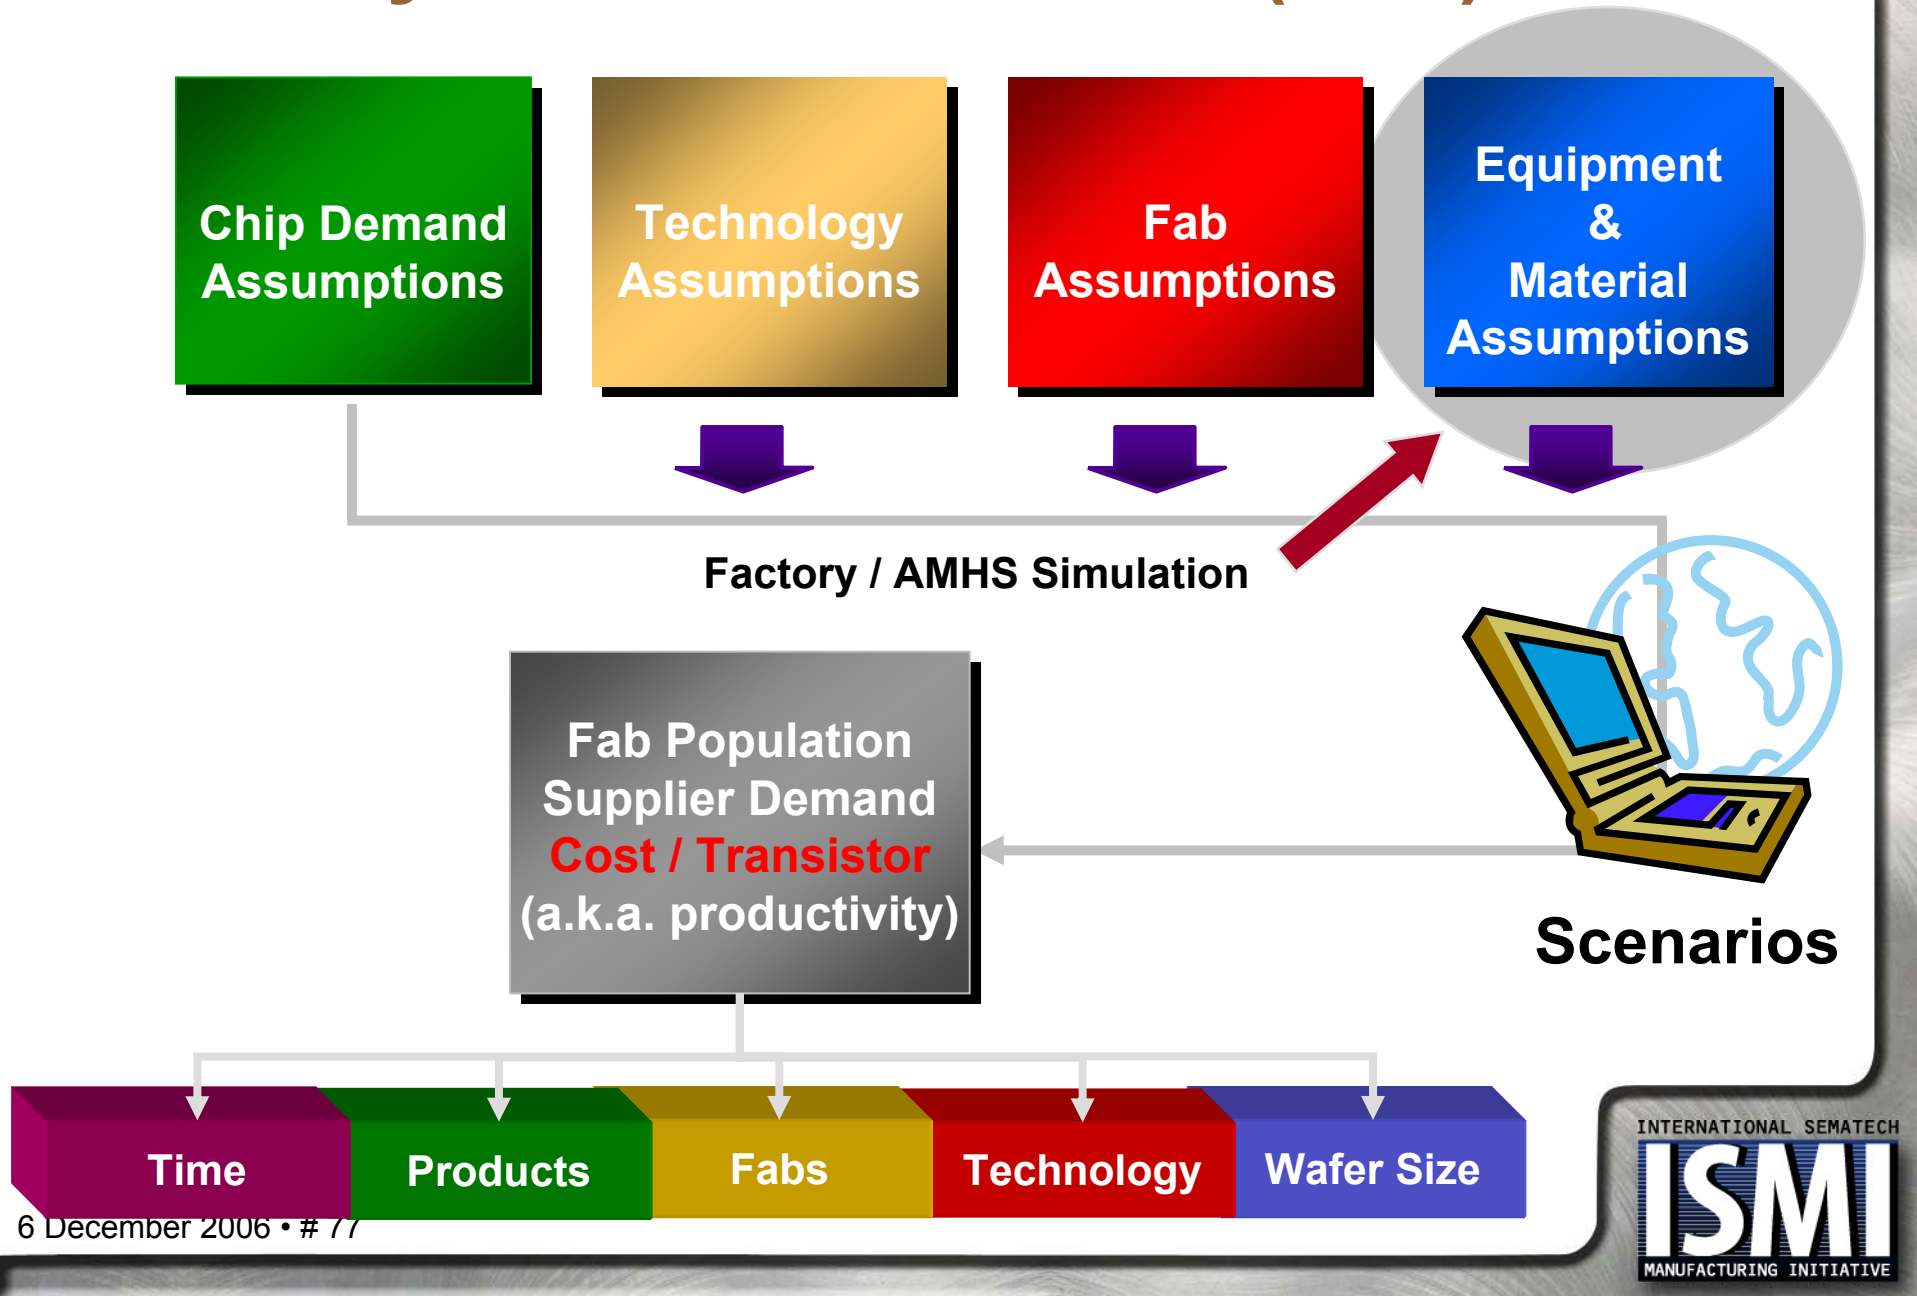 Chip Demand
Assumptions
Technology
Assumptions
Fab
Assumptions
Equipment
&
Material
Assumptions
Factory / AMHS Simulation
Fab Population
Supplier Demand
Cost / Transistor
(a.k.a. productivity)
Scenarios
Time
Products
Fabs
Technology
Wafer Size
6 December 2006 • # 77
INTERNATIONAL SEMATECH
ISMI
MANUFACTURING INITIATIVE